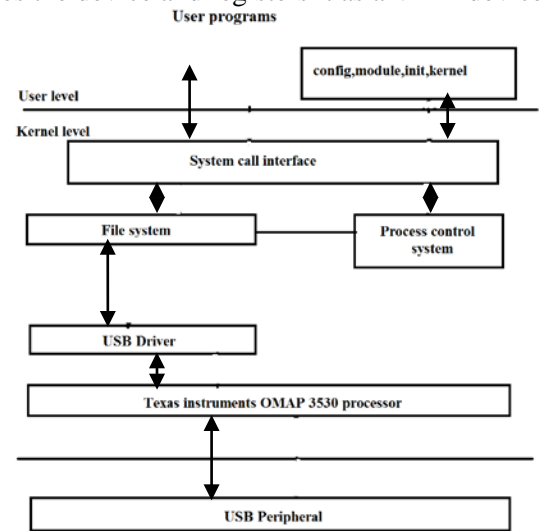 User programs
config,module,init,kernel
User level
Kernel level
System call interface
File system
Process control
system
USB Driver
Texas instruments OMAP 3530 processor
USB Peripheral